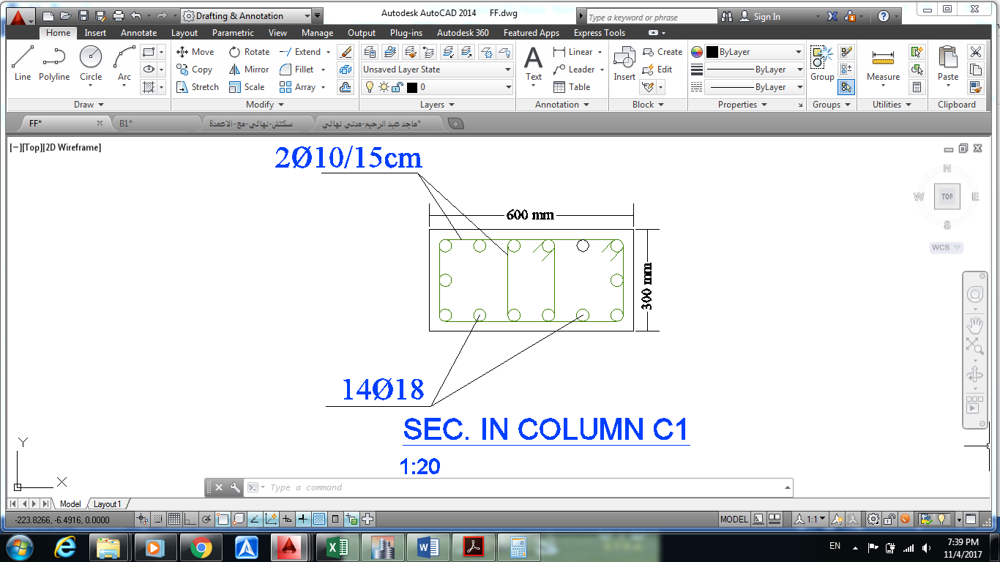 Drafting & Annotation
Autodesk AutoCAD 2014 FF.dwg
Type a keyword or phrase
Sign In
Home Insert Annotate Layout Parametric View Manage Output Plug-ins Autodesk 360 Featured Apps Express Tools
Line Polyline Circle Arc
Move Rotate Extend
Copy Mirror Fillet
Stretch Scale Array
Unsaved Layer State
0
Text
Linear
Leader
Table
Insert
Create
Edit
ByLayer
ByLayer
ByLayer
Group
Measure
Paste
Draw Modify Layers Annotation Block Properties Groups Utilities Clipboard
FF* B1* سكتش-نهائي-مع-الاعمدة ماجد عبد الرحيم-مدني نهائي*
[−][Top][2D Wireframe]
2Ø10/15cm
600 mm
300 mm
14Ø18
SEC. IN COLUMN C1
1:20
N
W TOP E
S
WCS
Y
X
Type a command
Model Layout1
-223.8266, -6.4916, 0.0000
MODEL
1:1
EN
7:39 PM
11/4/2017